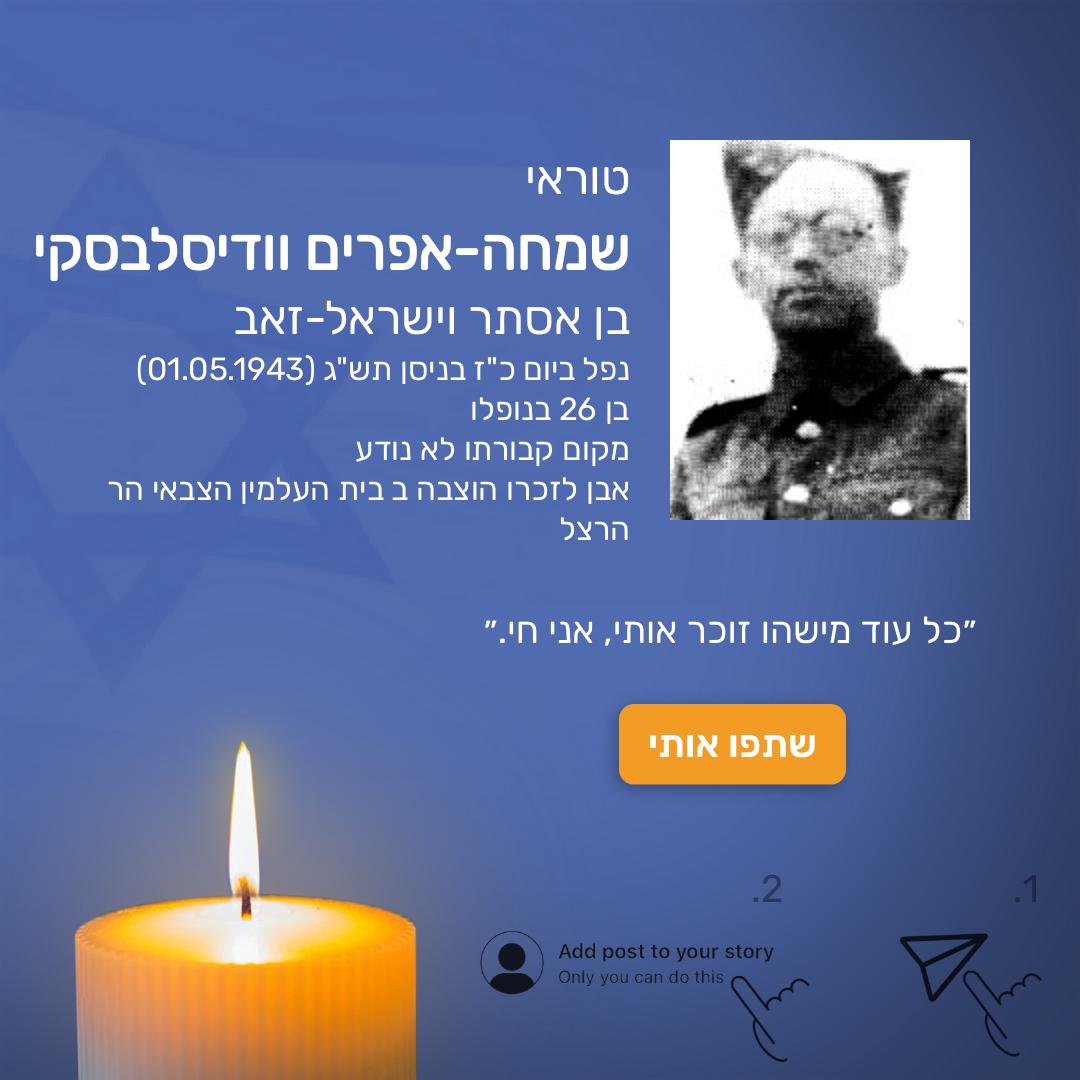 טוראי
שמחה-אפרים וודיסלבסקי
בן אסתר וישראל-זאב
נפל ביום כ"ז בניסן תש"ג (01.05.1943)
בן 26 בנופלו
מקום קבורתו לא נודע
אבן לזכרו הוצבה ב בית העלמין הצבאי הר
הרצל
״כל עוד מישהו זוכר אותי, אני חי.״
שתפו אותי
1.
2.
Add post to your story
Only you can do this